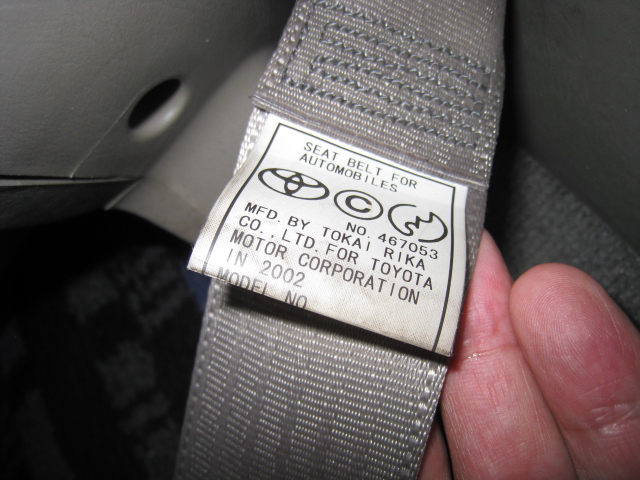 SEAT BELT FOR
AUTOMOBILES
©
NO. 467053
MFD. BY TOKAI RIKA
CO., LTD. FOR TOYOTA
MOTOR CORPORATION
IN 2002
MODEL NO